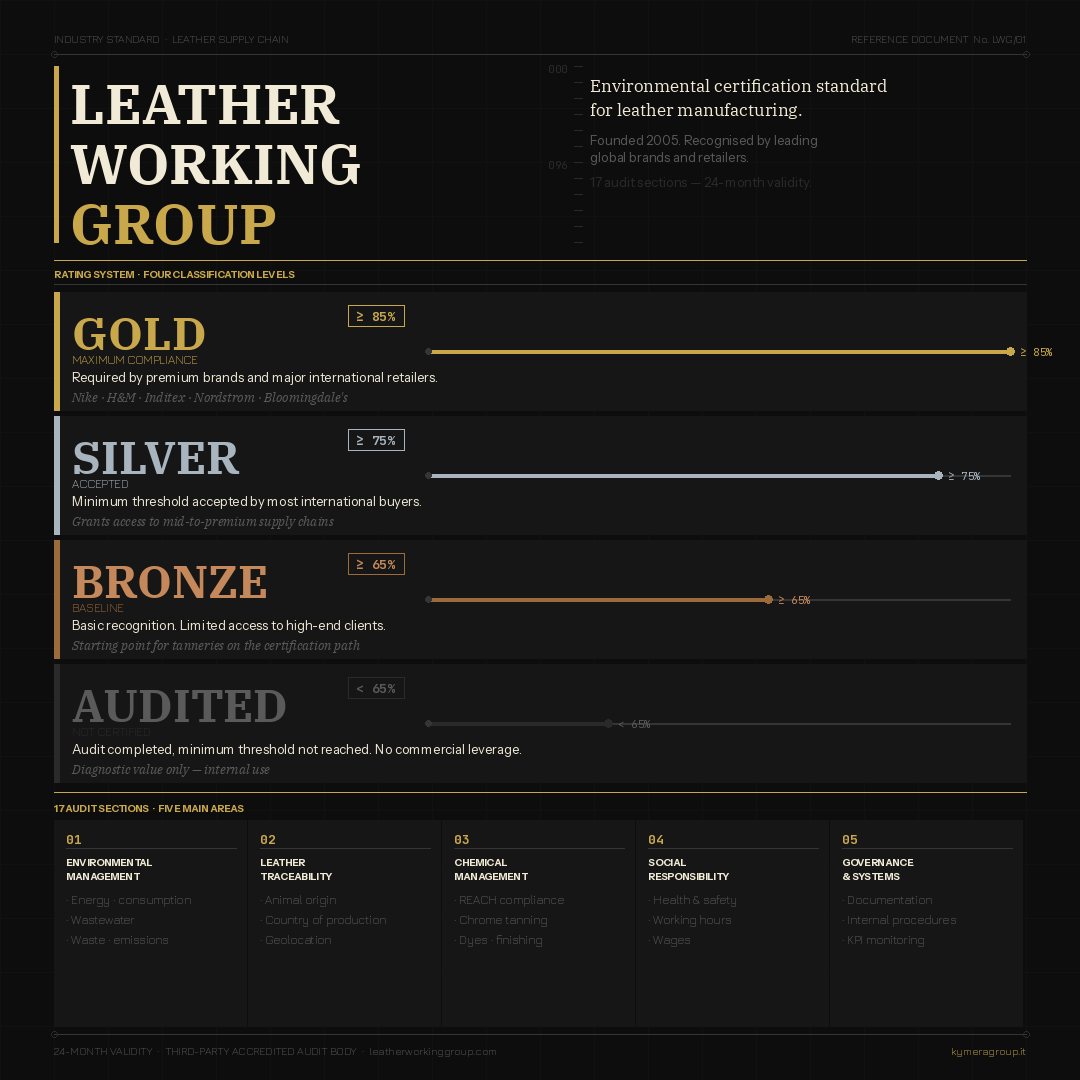 INDUSTRY STANDARD · LEATHER SUPPLY CHAIN
REFERENCE DOCUMENT No. LWG/01
LEATHER
WORKING
GROUP
000
096
Environmental certification standard
for leather manufacturing.
Founded 2005. Recognised by leading
global brands and retailers.
17 audit sections — 24-month validity.
RATING SYSTEM · FOUR CLASSIFICATION LEVELS
GOLD
≥ 85%
MAXIMUM COMPLIANCE
≥ 85%
Required by premium brands and major international retailers.
Nike · H&M · Inditex · Nordstrom · Bloomingdale's
SILVER
≥ 75%
ACCEPTED
≥ 75%
Minimum threshold accepted by most international buyers.
Grants access to mid-to-premium supply chains
BRONZE
≥ 65%
BASELINE
≥ 65%
Basic recognition. Limited access to high-end clients.
Starting point for tanneries on the certification path
AUDITED
< 65%
NOT CERTIFIED
< 65%
Audit completed, minimum threshold not reached. No commercial leverage.
Diagnostic value only — internal use
17 AUDIT SECTIONS · FIVE MAIN AREAS
01
ENVIRONMENTAL
MANAGEMENT
· Energy · consumption
· Wastewater
· Waste · emissions
02
LEATHER
TRACEABILITY
· Animal origin
· Country of production
· Geolocation
03
CHEMICAL
MANAGEMENT
· REACH compliance
· Chrome tanning
· Dyes · finishing
04
SOCIAL
RESPONSIBILITY
· Health & safety
· Working hours
· Wages
05
GOVERNANCE
& SYSTEMS
· Documentation
· Internal procedures
· KPI monitoring
24-MONTH VALIDITY · THIRD-PARTY ACCREDITED AUDIT BODY · leatherworkinggroup.com
kymeragroup.it